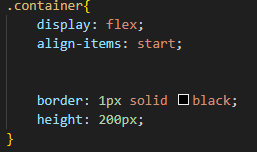 .container{
    display: flex;
    align-items: start;

    border: 1px solid black;
    height: 200px;
}